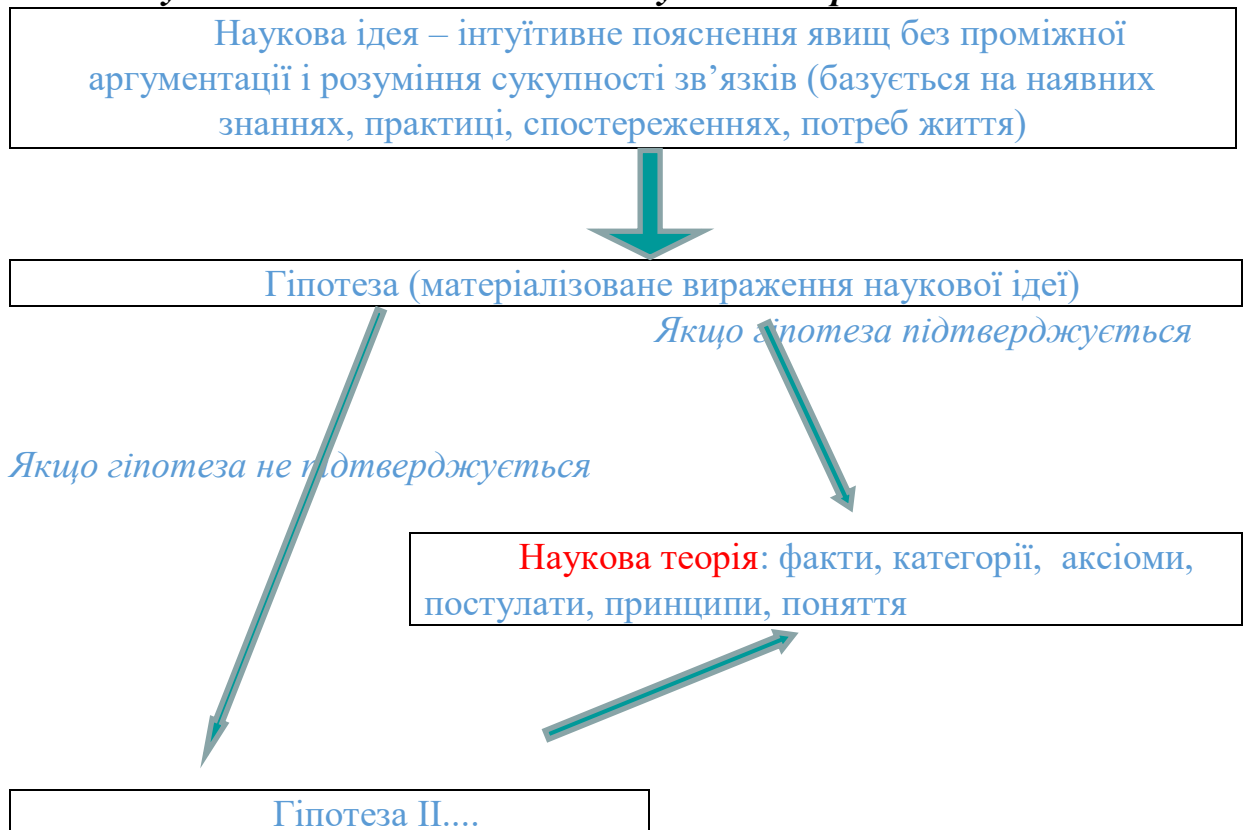 Наукова ідея – інтуїтивне пояснення явищ без проміжної
аргументації і розуміння сукупності зв’язків (базується на наявних
знаннях, практиці, спостереженнях, потреб життя)
Гіпотеза (матеріалізоване вираження наукової ідеї)
Якщо гіпотеза підтверджується
Якщо гіпотеза не підтверджується
Наукова теорія: факти, категорії, аксіоми,
постулати, принципи, поняття
Гіпотеза II....